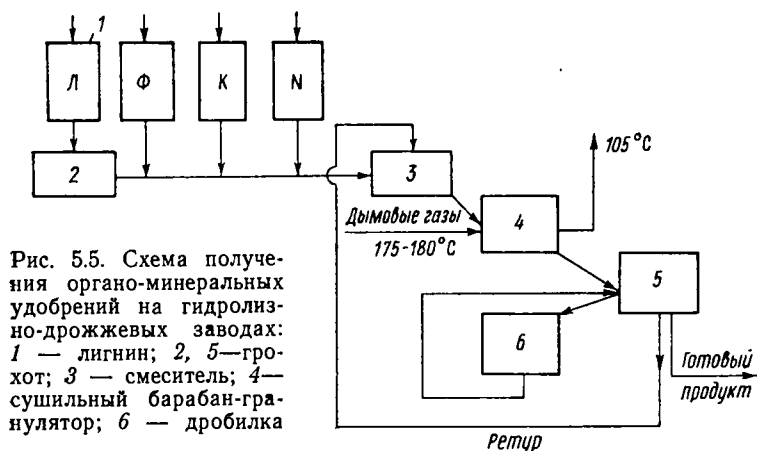 1
Л
Ф
К
N
2
3
105°С
Дымовые газы
175-180°С
4
5
6
Готовый
продукт
Ретур
Рис. 5.5. Схема получе-
ния органо-минеральных
удобрений на гидролиз-
но-дрожжевых заводах:
1 — лигнин; 2, 5—гро-
хот; 3 — смеситель; 4—
сушильный барабан-гра-
нулятор; 6 — дробилка